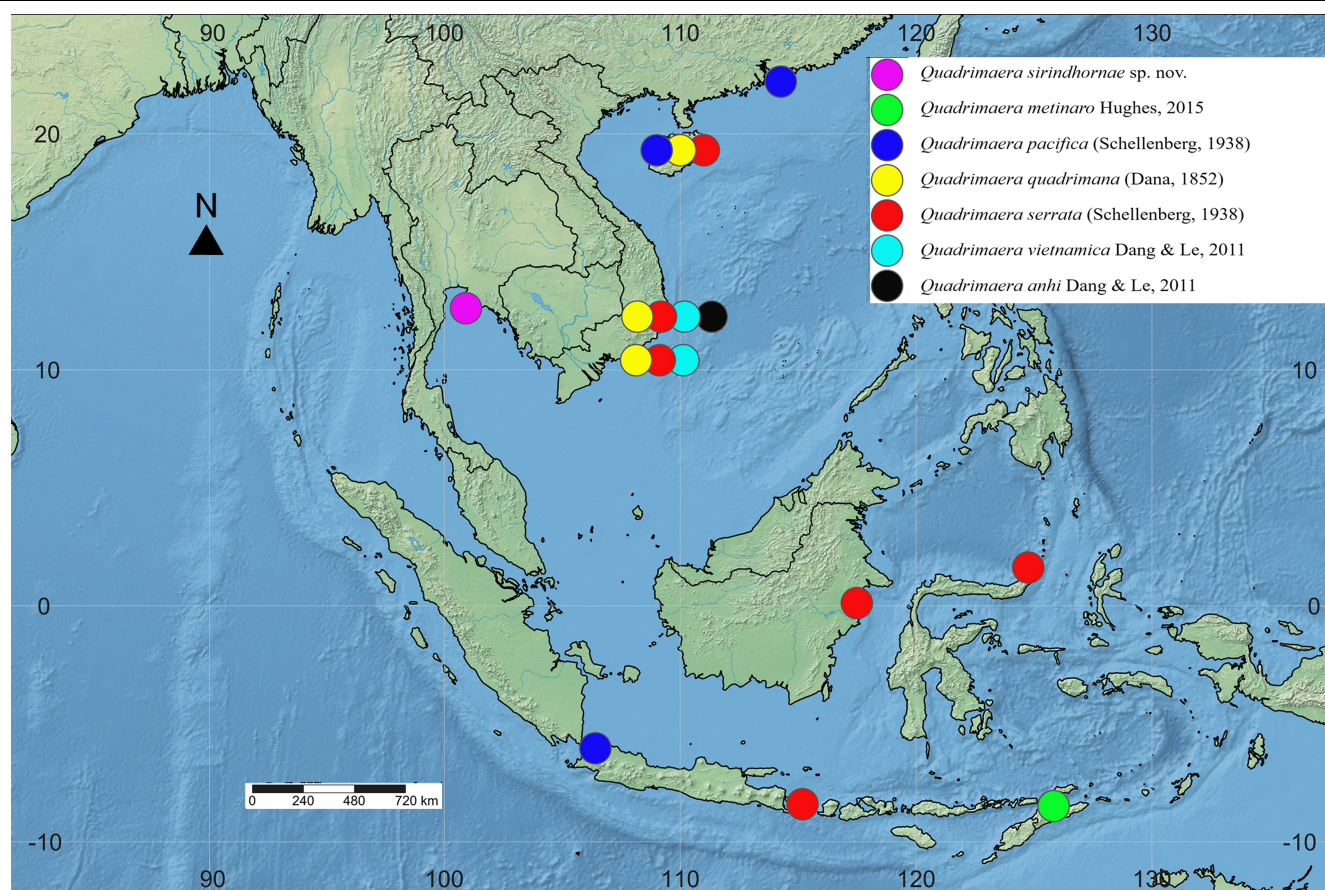 90 100 110 120 130
Quadrimaera sirindhornae sp. nov.
Quadrimaera metinaro Hughes, 2015
20
Quadrimaera pacifica (Schellenberg, 1938)
Quadrimaera quadrimana (Dana, 1852)
N
Quadrimaera serrata (Schellenberg, 1938)
Quadrimaera vietnamica Dang & Le, 2011
Quadrimaera anhi Dang & Le, 2011
10 10
0 0
0 240 480 720 km
-10 -10
90 100 110 120 130